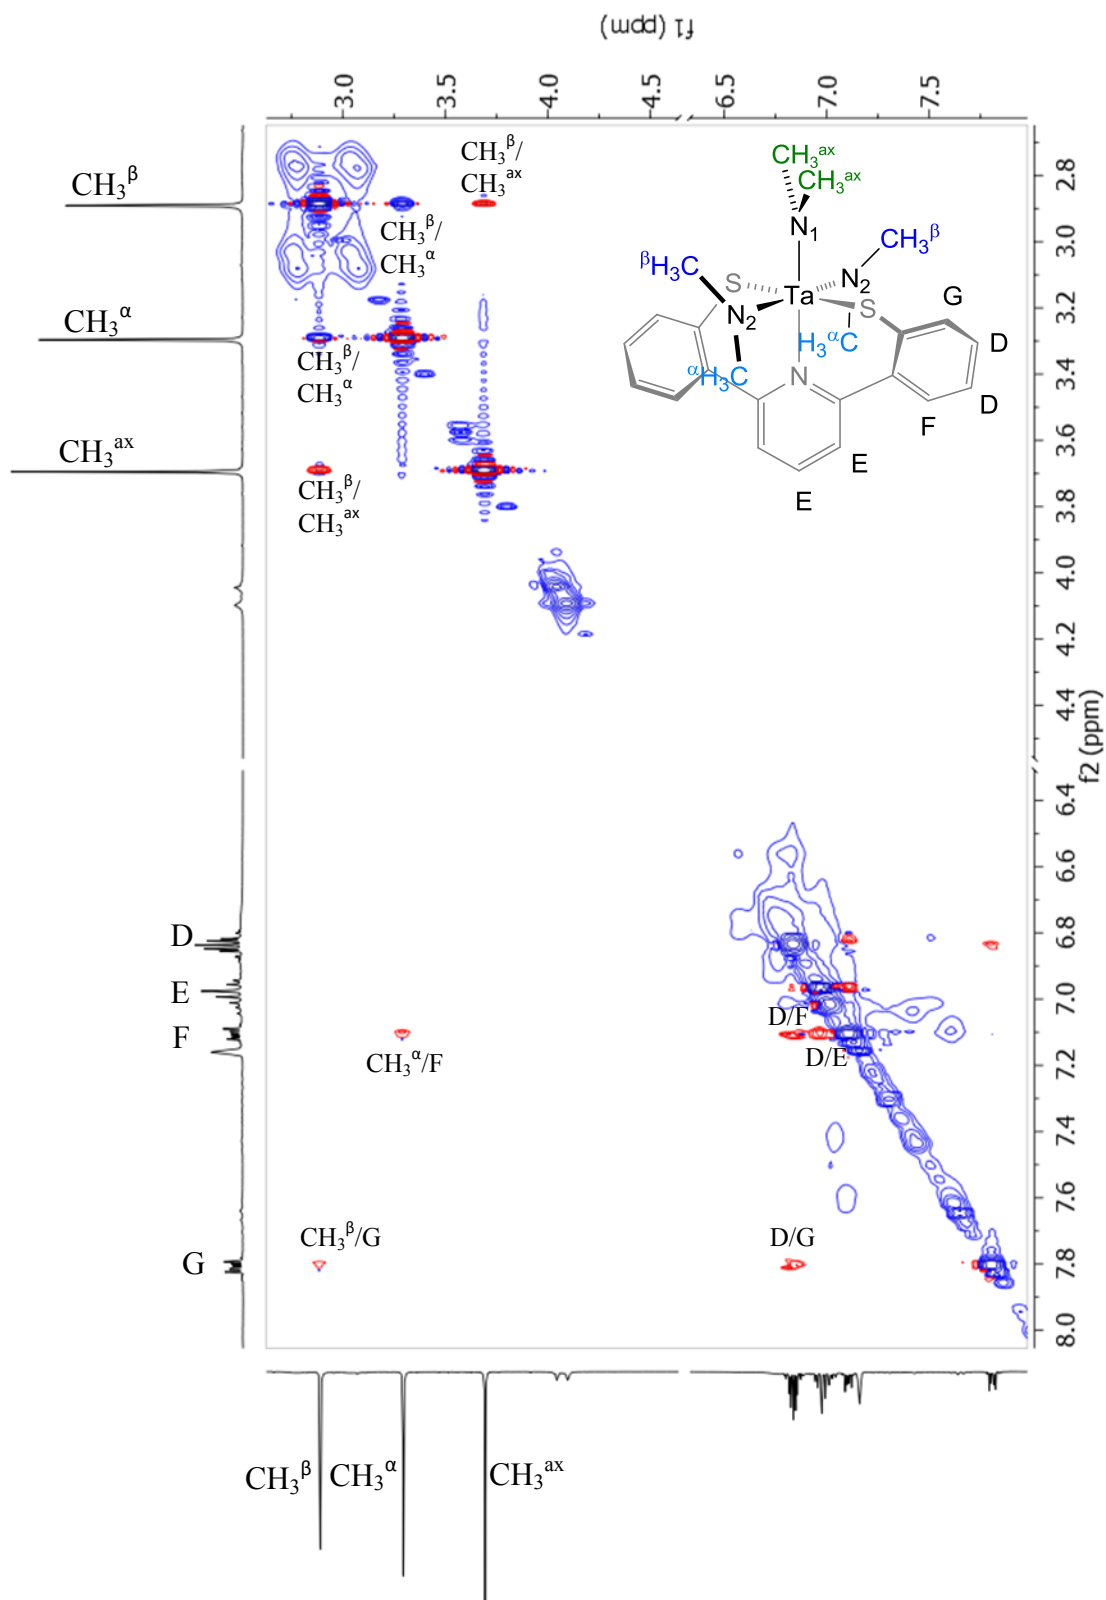 f1 (ppm)
3.0
3.5
4.0
4.5
6.5
7.0
7.5
CH₃β
CH₃α
CH₃ax
D
E
F
G
CH₃β/
CH₃ax
CH₃β/
CH₃α
CH₃β/
CH₃α
CH₃β/
CH₃ax
CH₃ax
CH₃ax
N₁
CH₃β
βH₃C
S
Ta
N₂
N₂
S
G
H₃αC
D
αH₃C
N
D
F
E
E
D/F
D/E
CH₃α/F
CH₃β/G
D/G
2.8
3.0
3.2
3.4
3.6
3.8
4.0
4.2
4.4
6.4
6.6
6.8
7.0
7.2
7.4
7.6
7.8
8.0
f2 (ppm)
CH₃β
CH₃α
CH₃ax